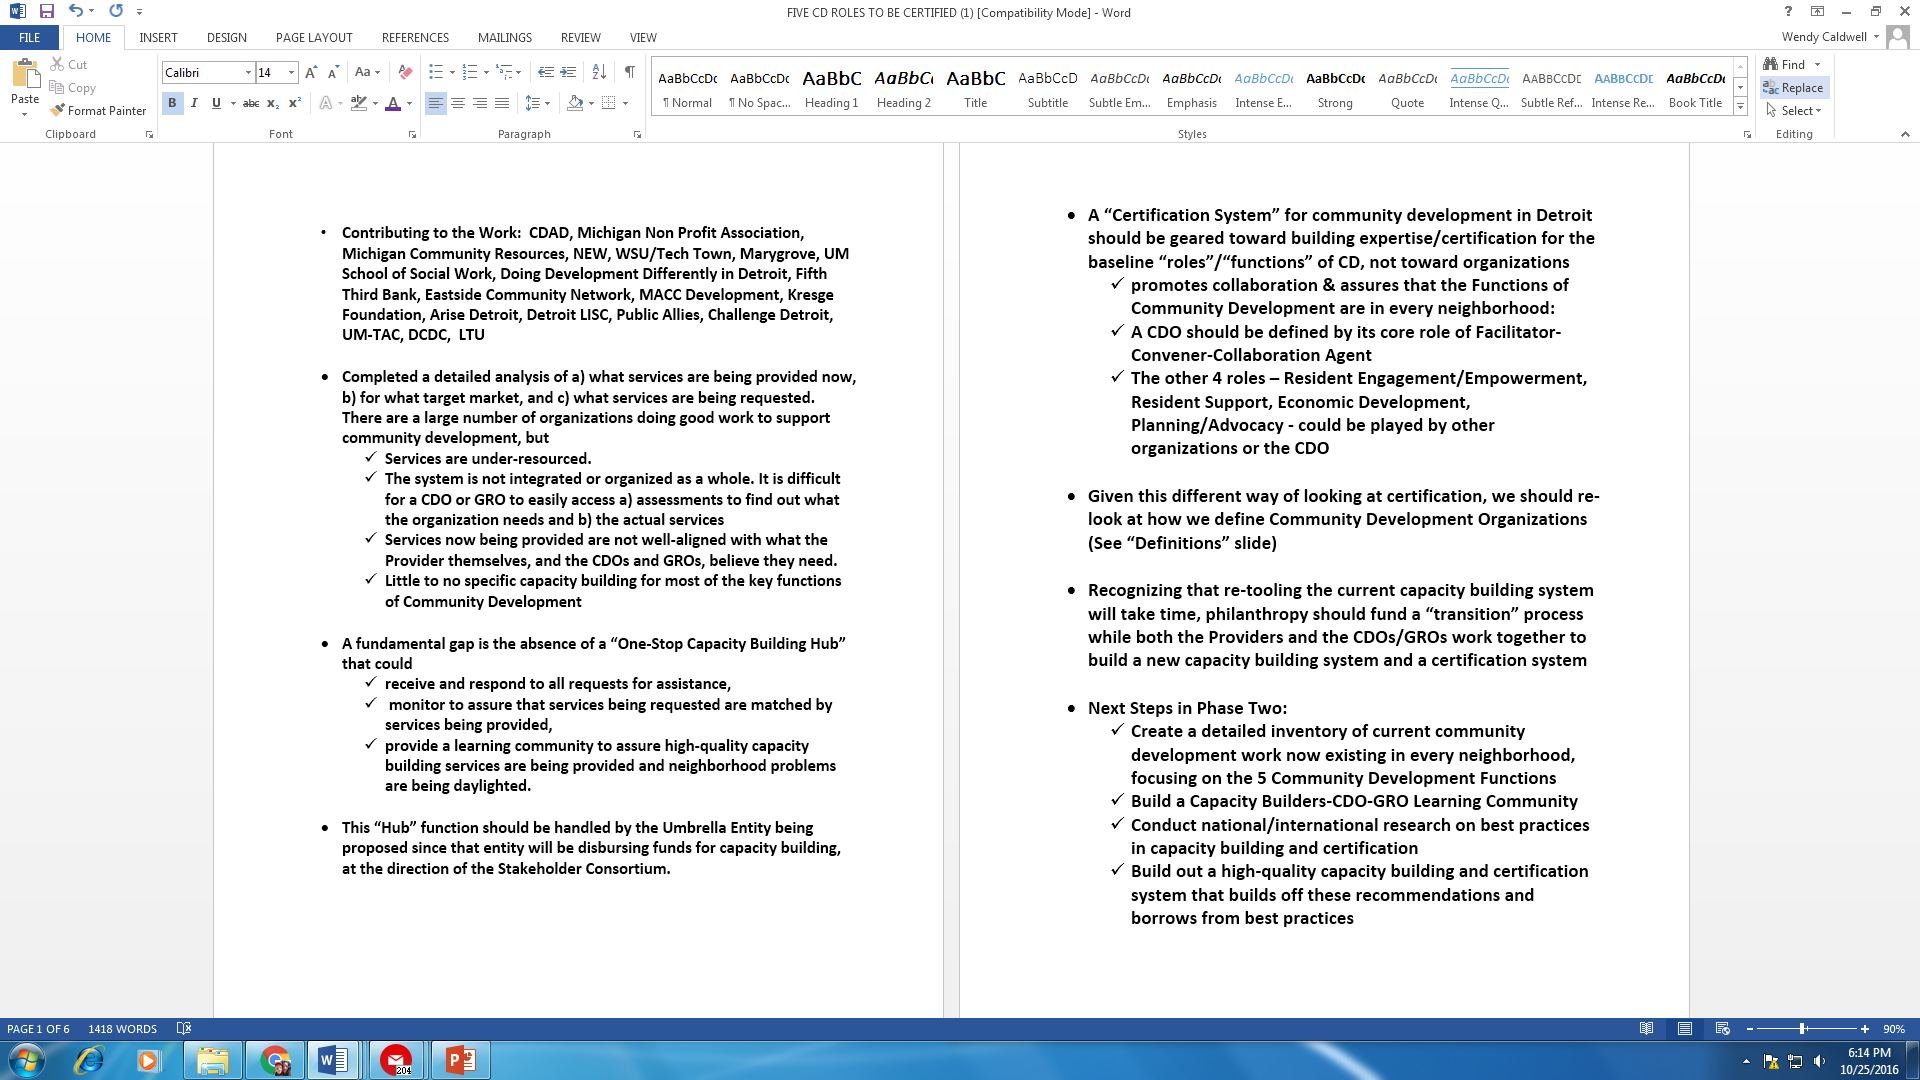 FIVE CD ROLES TO BE CERTIFIED (1) [Compatibility Mode] - Word
?
FILE
HOME
INSERT
DESIGN
PAGE LAYOUT
REFERENCES
MAILINGS
REVIEW
VIEW
Wendy Caldwell
Paste
Cut
Copy
Format Painter
Clipboard
Calibri
14
Aa
B I U abc x₂ x²
Font
Paragraph
AaBbCcDc AaBbCcDc AaBbC AaBbCc AaBbC AaBbCcD AaBbCcDc AaBbCcDc AaBbCcDc AaBbCcDc AaBbCcDc AaBbCcDc AABBCCDE AABBCCDE AaBbCcDc
¶ Normal ¶ No Spac... Heading 1 Heading 2 Title Subtitle Subtle Em... Emphasis Intense E... Strong Quote Intense Q... Subtle Ref... Intense Re... Book Title
Styles
Find
Replace
Select
Editing
• Contributing to the Work:  CDAD, Michigan Non Profit Association,
Michigan Community Resources, NEW, WSU/Tech Town, Marygrove, UM
School of Social Work, Doing Development Differently in Detroit, Fifth
Third Bank, Eastside Community Network, MACC Development, Kresge
Foundation, Arise Detroit, Detroit LISC, Public Allies, Challenge Detroit,
UM-TAC, DCDC,  LTU
• Completed a detailed analysis of a) what services are being provided now,
b) for what target market, and c) what services are being requested.
There are a large number of organizations doing good work to support
community development, but
✓ Services are under-resourced.
✓ The system is not integrated or organized as a whole. It is difficult
for a CDO or GRO to easily access a) assessments to find out what
the organization needs and b) the actual services
✓ Services now being provided are not well-aligned with what the
Provider themselves, and the CDOs and GROs, believe they need.
✓ Little to no specific capacity building for most of the key functions
of Community Development
• A fundamental gap is the absence of a “One-Stop Capacity Building Hub”
that could
✓ receive and respond to all requests for assistance,
✓ monitor to assure that services being requested are matched by
services being provided,
✓ provide a learning community to assure high-quality capacity
building services are being provided and neighborhood problems
are being daylighted.
• This “Hub” function should be handled by the Umbrella Entity being
proposed since that entity will be disbursing funds for capacity building,
at the direction of the Stakeholder Consortium.
• A “Certification System” for community development in Detroit
should be geared toward building expertise/certification for the
baseline “roles”/“functions” of CD, not toward organizations
✓ promotes collaboration & assures that the Functions of
Community Development are in every neighborhood:
✓ A CDO should be defined by its core role of Facilitator-
Convener-Collaboration Agent
✓ The other 4 roles – Resident Engagement/Empowerment,
Resident Support, Economic Development,
Planning/Advocacy - could be played by other
organizations or the CDO
• Given this different way of looking at certification, we should re-
look at how we define Community Development Organizations
(See “Definitions” slide)
• Recognizing that re-tooling the current capacity building system
will take time, philanthropy should fund a “transition” process
while both the Providers and the CDOs/GROs work together to
build a new capacity building system and a certification system
• Next Steps in Phase Two:
✓ Create a detailed inventory of current community
development work now existing in every neighborhood,
focusing on the 5 Community Development Functions
✓ Build a Capacity Builders-CDO-GRO Learning Community
✓ Conduct national/international research on best practices
in capacity building and certification
✓ Build out a high-quality capacity building and certification
system that builds off these recommendations and
borrows from best practices
PAGE 1 OF 6
1418 WORDS
90%
204
6:14 PM
10/25/2016